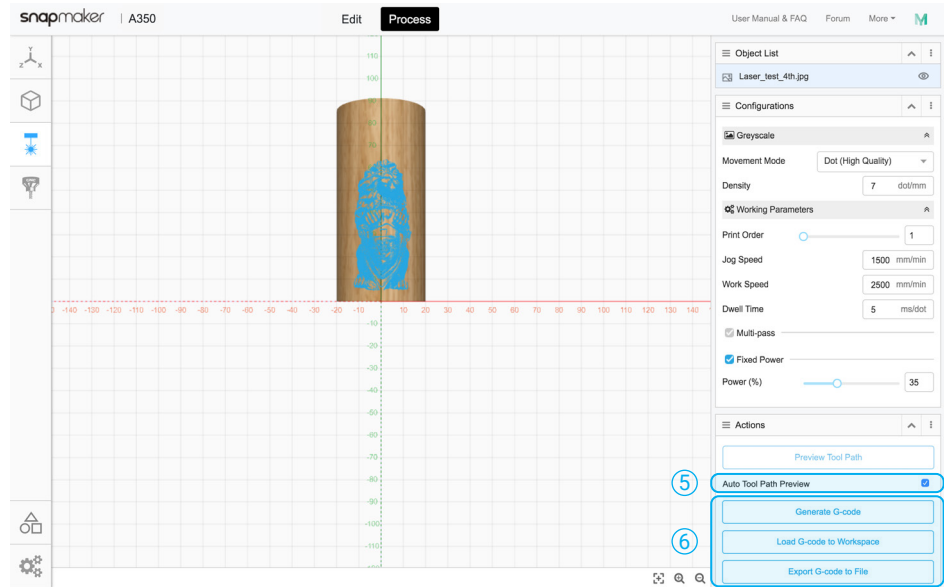 snapmaker | A350
Edit
Process
User Manual & FAQ
Forum
More
Object List
Laser_test_4th.jpg
Configurations
Greyscale
Movement Mode Dot (High Quality)
Density 7 dot/mm
Working Parameters
Print Order 1
Jog Speed 1500 mm/min
Work Speed 2500 mm/min
Dwell Time 5 ms/dot
Multi-pass
Fixed Power
Power (%) 35
Actions
Preview Tool Path
⑤ Auto Tool Path Preview
Generate G-code
⑥ Load G-code to Workspace
Export G-code to File
Y
Z X
110
100
-140 -130 -120 -110 -100 -90 -80 -70 -60 -50 -40 -30 -20 -10 10 20 30 40 50 60 70 80 90 100 110 120 130 140
-10
-20
-30
-40
-50
-60
-70
-80
-90
-100
-110